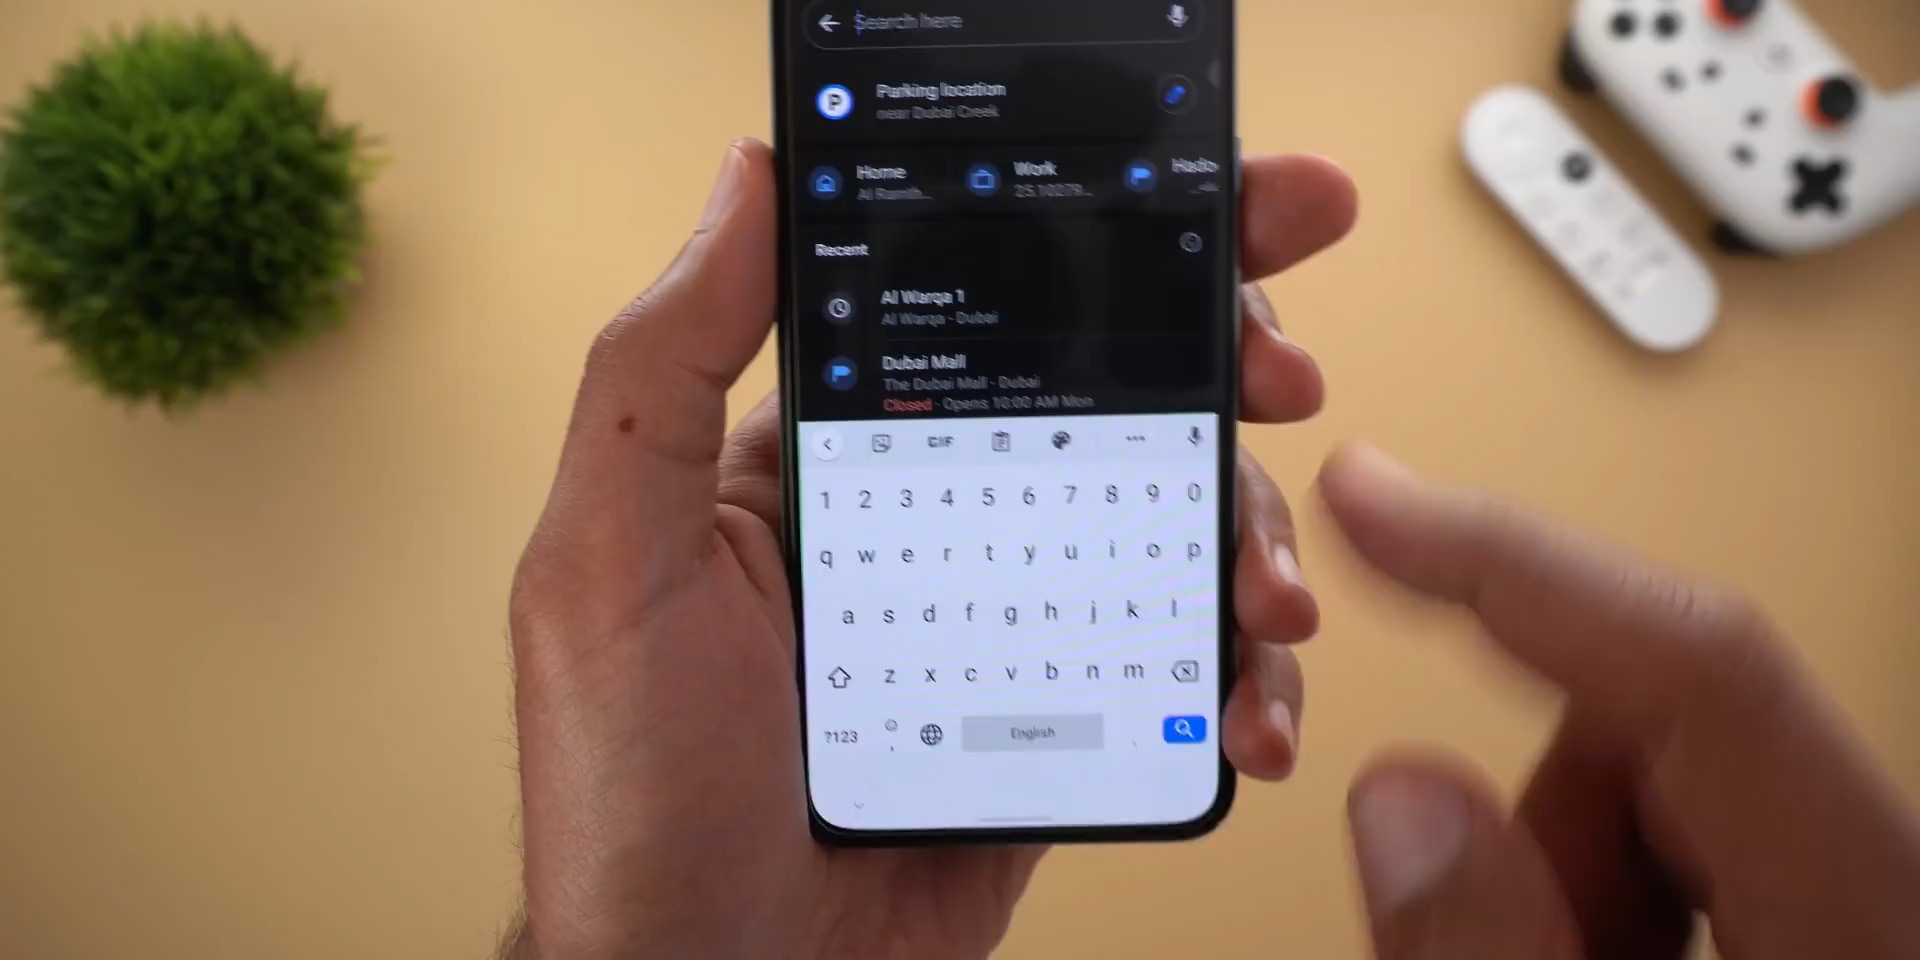 Search here
Parking location
near Dubai Creek
Home
Work
25.10279...
Recent
Al Warqa 1
Al Warqa - Dubai
Dubai Mall
The Dubai Mall - Dubai
Closed · Opens 10:00 AM Mon
GIF
1 2 3 4 5 6 7 8 9 0
q w e r t y u i o p
a s d f g h j k l
z x c v b n m
?123 , English .